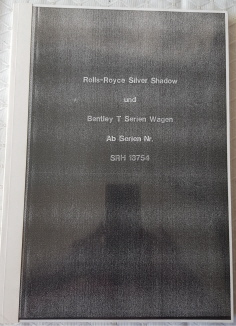 Rolls-Royce Silver Shadow
und
Bentley T Serien Wagen
Ab Serien Nr.
SRH 13754